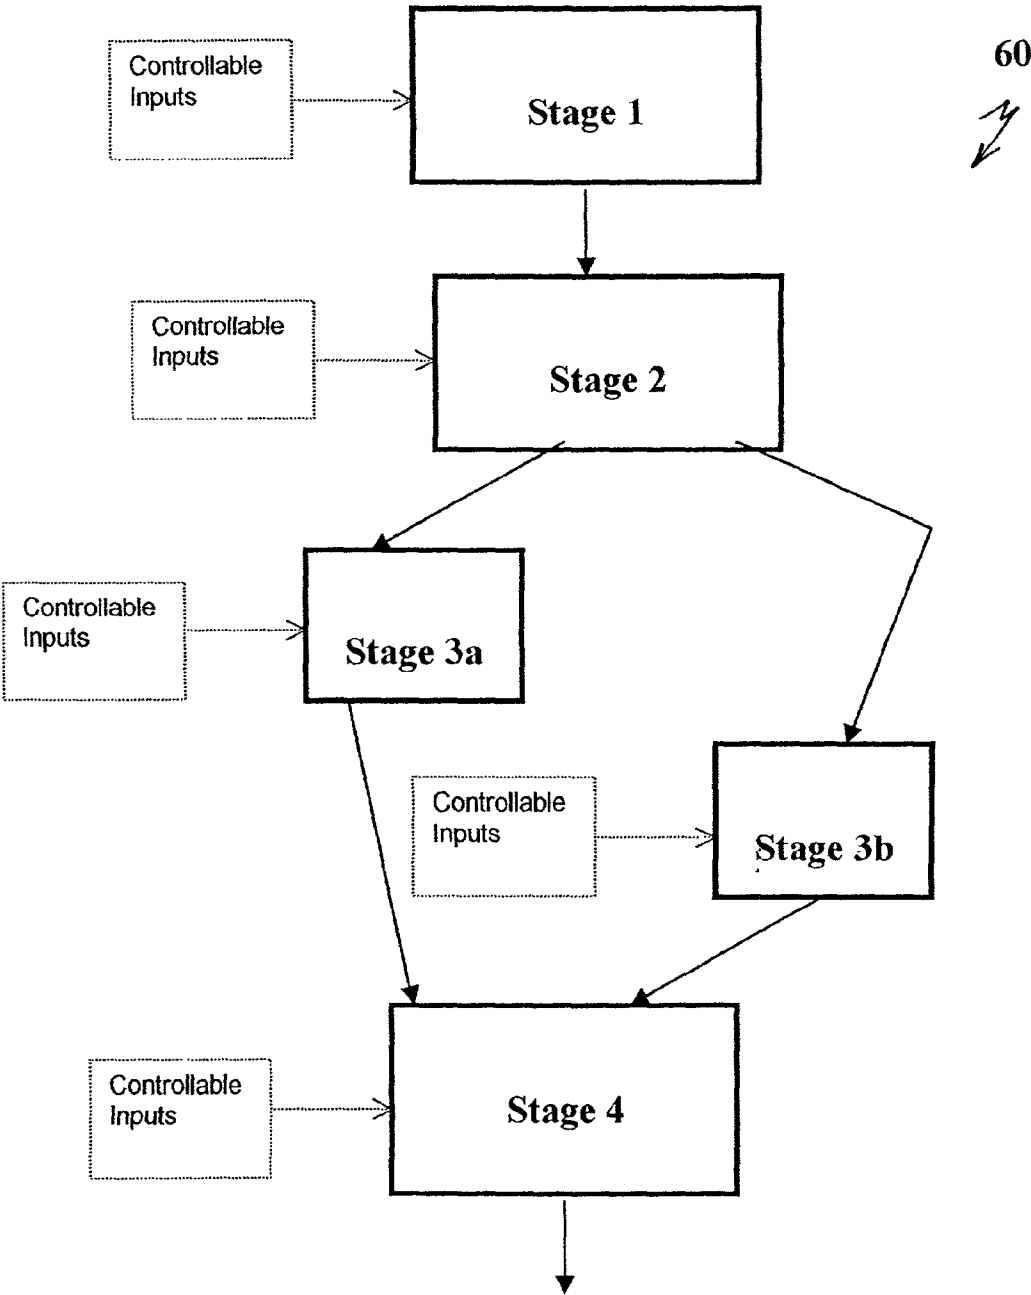 60
Controllable
Inputs
Stage 1
Controllable
Inputs
Stage 2
Controllable
Inputs
Stage 3a
Controllable
Inputs
Stage 3b
Controllable
Inputs
Stage 4